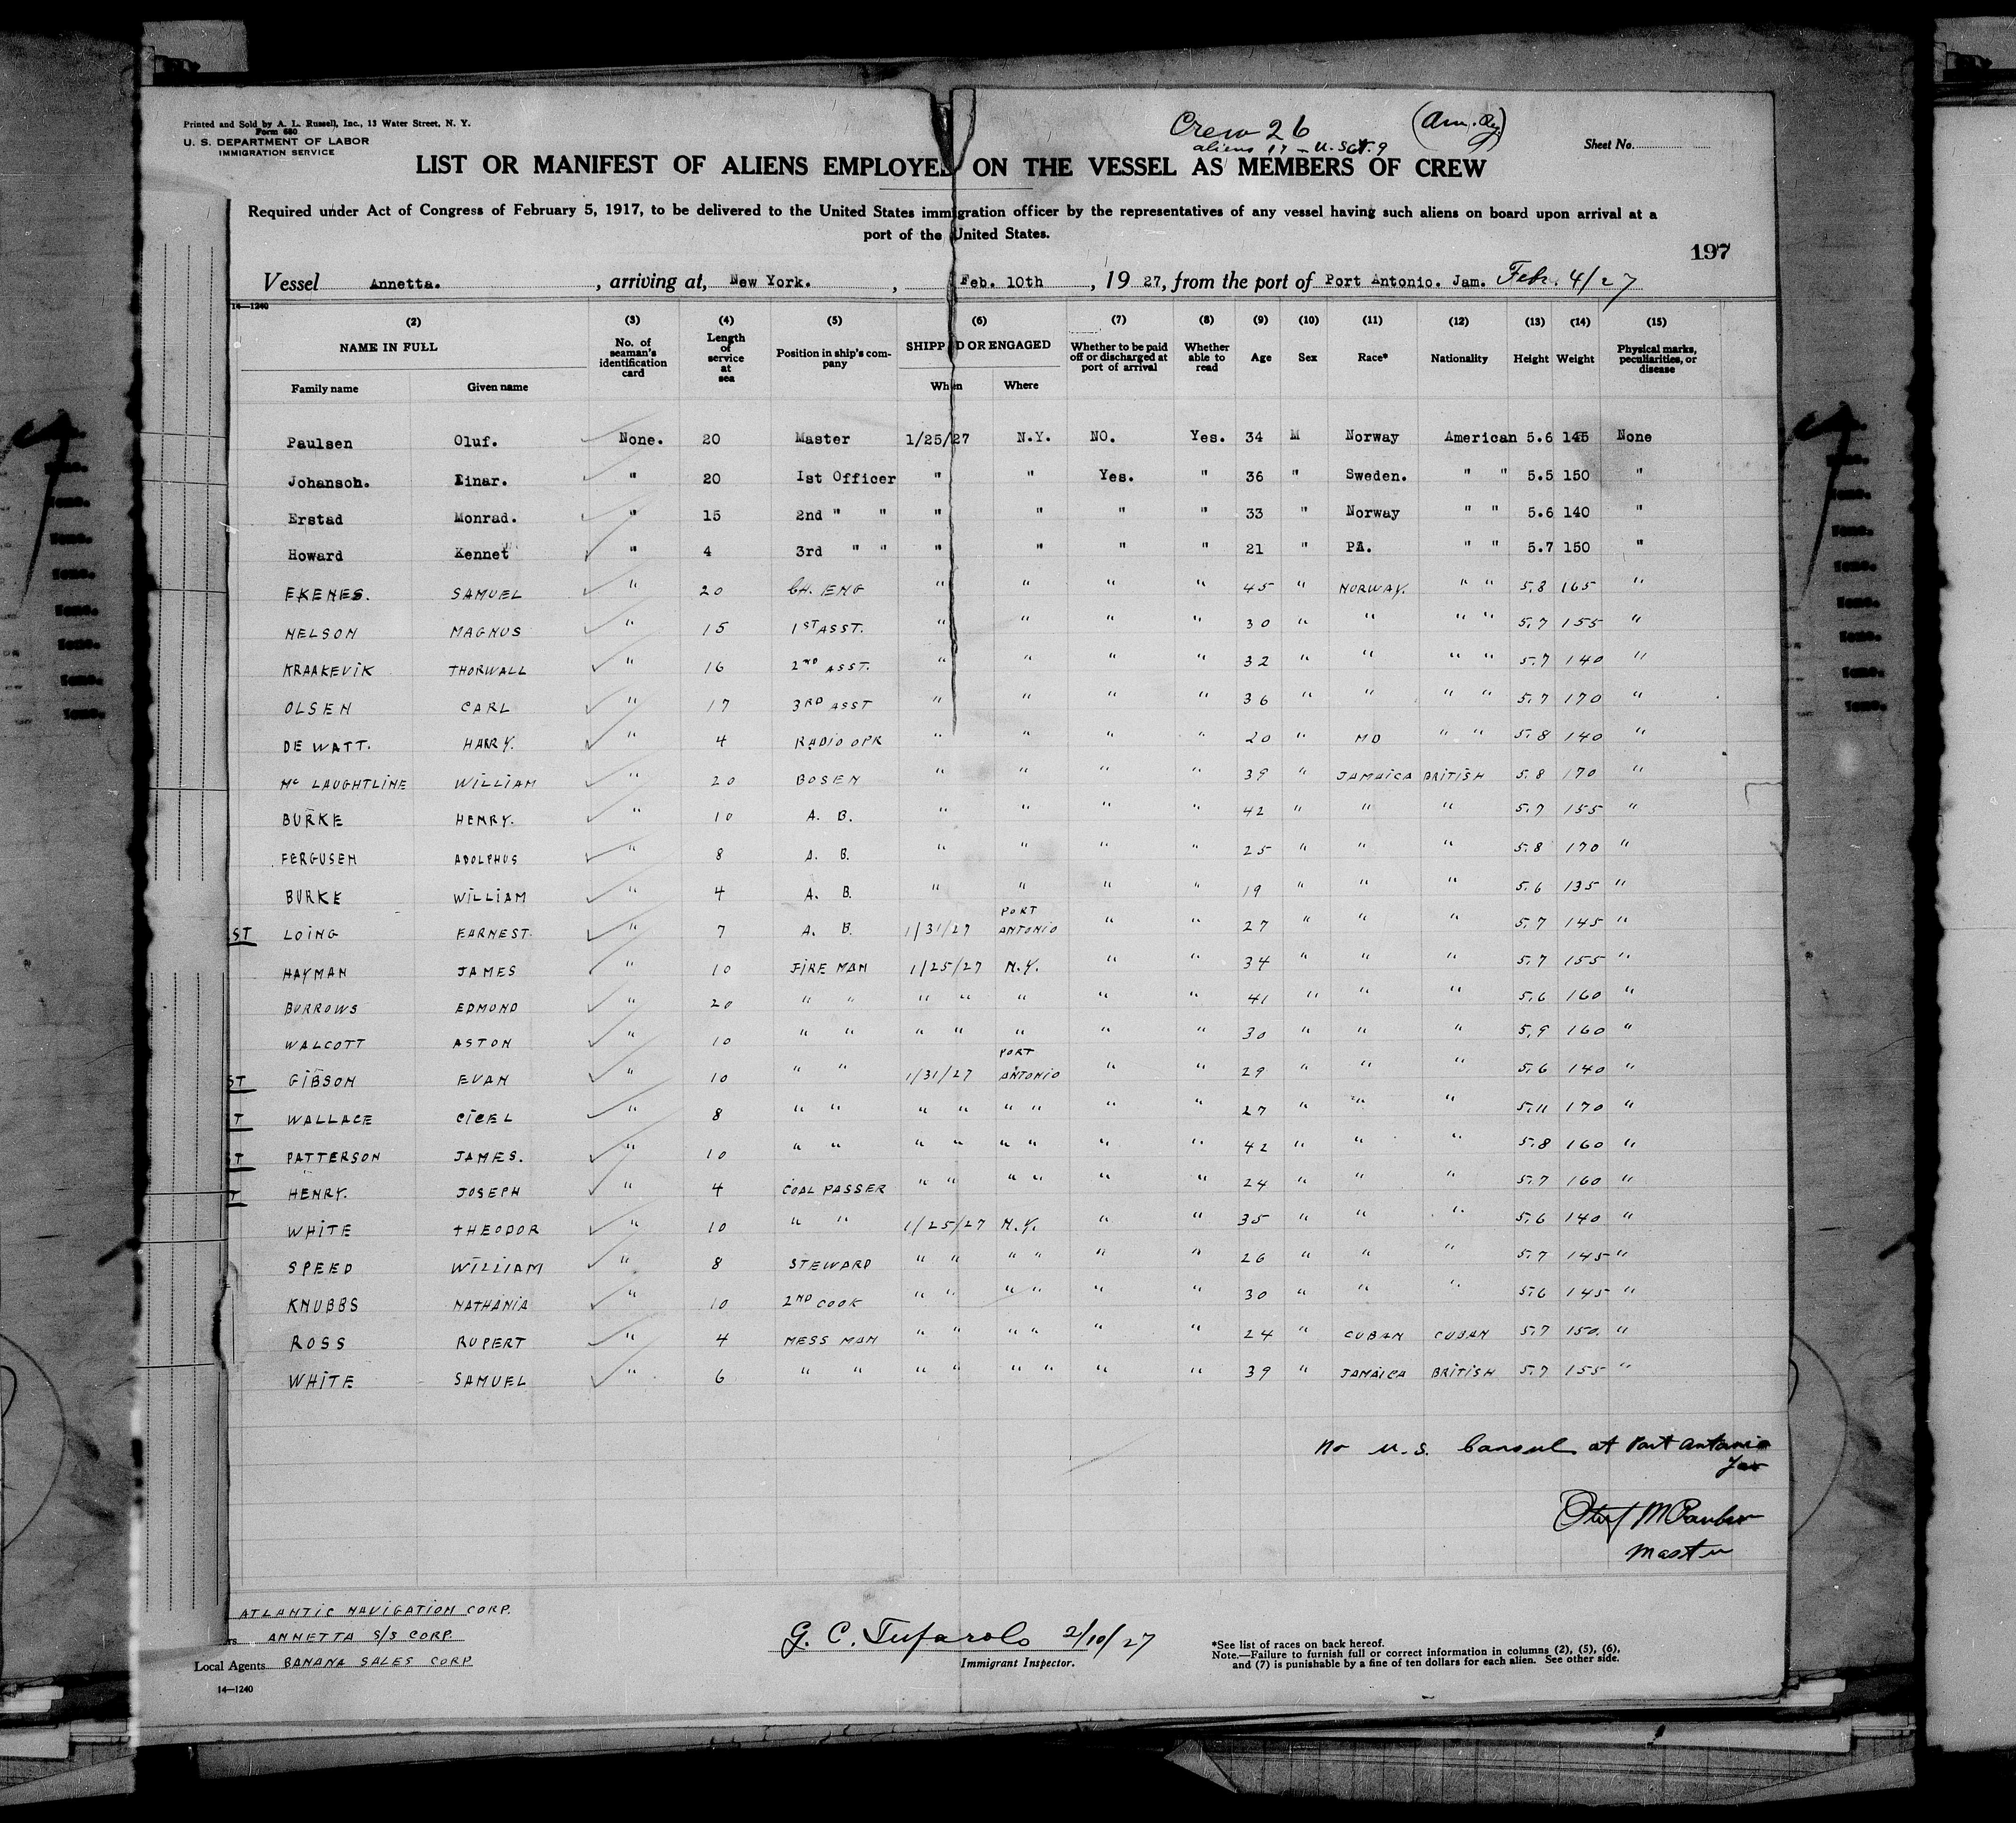 Printed and Sold by A. L. Russell, Inc., 13 Water Street, N. Y.
Form 680
U. S. DEPARTMENT OF LABOR
IMMIGRATION SERVICE
Crew 26
aliens 17 — U.S.Ct. 9
Sheet No.
LIST OR MANIFEST OF ALIENS EMPLOYED ON THE VESSEL AS MEMBERS OF CREW
Required under Act of Congress of February 5, 1917, to be delivered to the United States immigration officer by the representatives of any vessel having such aliens on board upon arrival at a
port of the United States.
197
Vessel Annetta. , arriving at, New York. , Feb. 10th , 19 27, from the port of Port Antonio. Jam. Feb. 4/27
14—1240
(2) (3) (4) (5) (6) (7) (8) (9) (10) (11) (12) (13) (14) (15)
NAME IN FULL No. of seaman's identification card Length of service at sea Position in ship's company SHIPPED OR ENGAGED Whether to be paid off or discharged at port of arrival Whether able to read Age Sex Race* Nationality Height Weight Physical marks, peculiarities, or disease
Family name Given name When Where
Paulsen Oluf. None. 20 Master 1/25/27 N.Y. NO. Yes. 34 M Norway American 5.6 145 None
Johanson. Einar. " 20 1st Officer " " Yes. " 36 " Sweden. " " 5.5 150 "
Erstad Monrad. " 15 2nd " " " " " " 33 " Norway " " 5.6 140 "
Howard Kennet " 4 3rd " " " " " " 21 " PA. " " 5.7 150 "
EKENES. SAMUEL " 20 CH. ENG " " " " 45 " NORWAY. " " 5.8 165 "
NELSON MAGNUS " 15 1ST ASST. " " " " 30 " " " " 5.7 155 "
KRAAKEVIK THORWALL " 16 2ND ASST. " " " " 32 " " " " 5.7 140 "
OLSEN CARL " 17 3RD ASST " " " " 36 " " " " 5.7 170 "
DE WATT. HARRY. " 4 RADIO OPR " " " " 20 " MD " " 5.8 140 "
Mc LAUGHTLINE WILLIAM " 20 BOSEN " " " " 39 " JAMAICA BRITISH 5.8 170 "
BURKE HENRY. " 10 A. B. " " " " 42 " " " 5.7 155 "
FERGUSEN ADOLPHUS " 8 A. B. " " " " 25 " " " 5.8 170 "
BURKE WILLIAM " 4 A. B. " " " " 19 " " " 5.6 135 "
ST LOING EARNEST. " 7 A. B. 1/31/27 PORT ANTONIO " " 27 " " " 5.7 145 "
HAYMAN JAMES " 10 FIRE MAN 1/25/27 N.Y. " " 34 " " " 5.7 155 "
BURROWS EDMOND " 20 " " " " " " " 41 " " " 5.6 160 "
WALCOTT ASTON " 10 " " " " " " " 30 " " " 5.9 160 "
ST GIBSON EVAN " 10 " " 1/31/27 PORT ANTONIO " " 29 " " " 5.6 140 "
T WALLACE CICEL " 8 " " " " " " " " 27 " " " 5.11 170 "
ST PATTERSON JAMES. " 10 " " " " " " " " 42 " " " 5.8 160 "
T HENRY. JOSEPH " 4 COAL PASSER " " " " " " 24 " " " 5.7 160 "
WHITE THEODOR " 10 " " 1/25/27 N.Y. " " 35 " " " 5.6 140 "
SPEED WILLIAM " 8 STEWARD " " " " " " 26 " " " 5.7 145 "
KNUBBS NATHANIA " 10 2ND COOK " " " " " " 30 " " " 5.6 145 "
ROSS RUPERT " 4 MESS MAN " " " " " " 24 " CUBAN CUBAN 5.7 150. "
WHITE SAMUEL " 6 " " " " " " " " 39 " JAMAICA BRITISH 5.7 155 "
No U.S. Consul at Port Antonio
Jam
Oluf M Paulsen
Master
ATLANTIC NAVIGATION CORP.
ANNETTA S/S CORP.
Local Agents BANANA SALES CORP
14—1240
G. C. Tufarolo 2/10/27
Immigrant Inspector.
*See list of races on back hereof.
Note.—Failure to furnish full or correct information in columns (2), (5), (6),
and (7) is punishable by a fine of ten dollars for each alien. See other side.